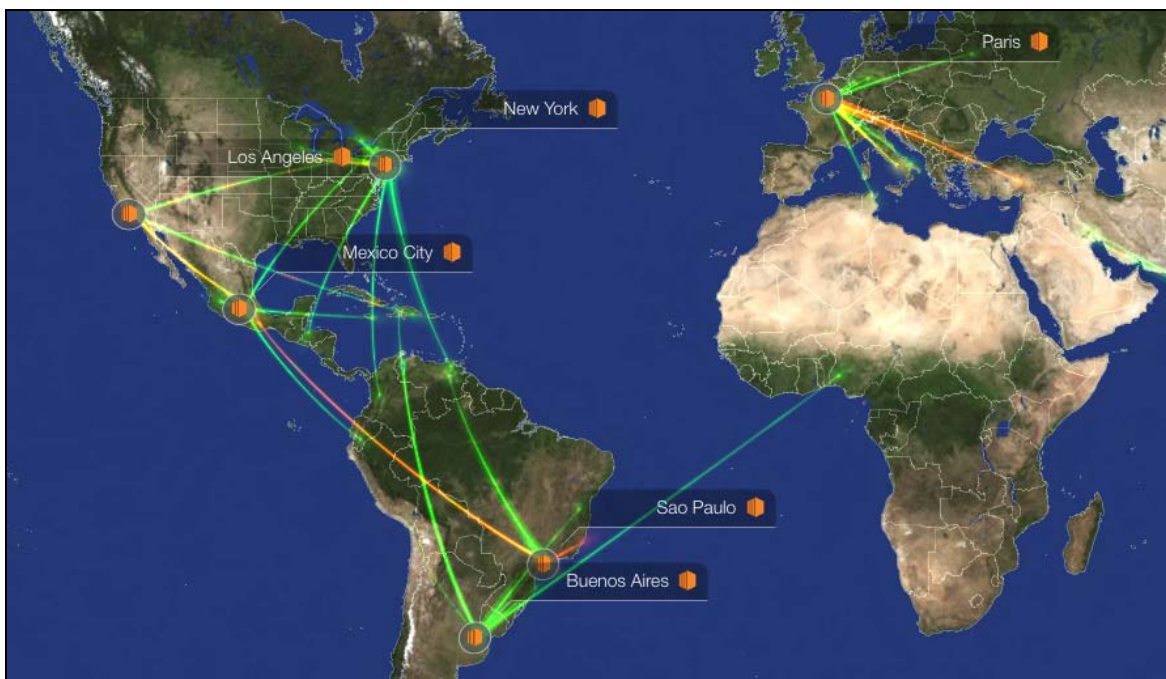 Paris
New York
Los Angeles
Mexico City
Sao Paulo
Buenos Aires